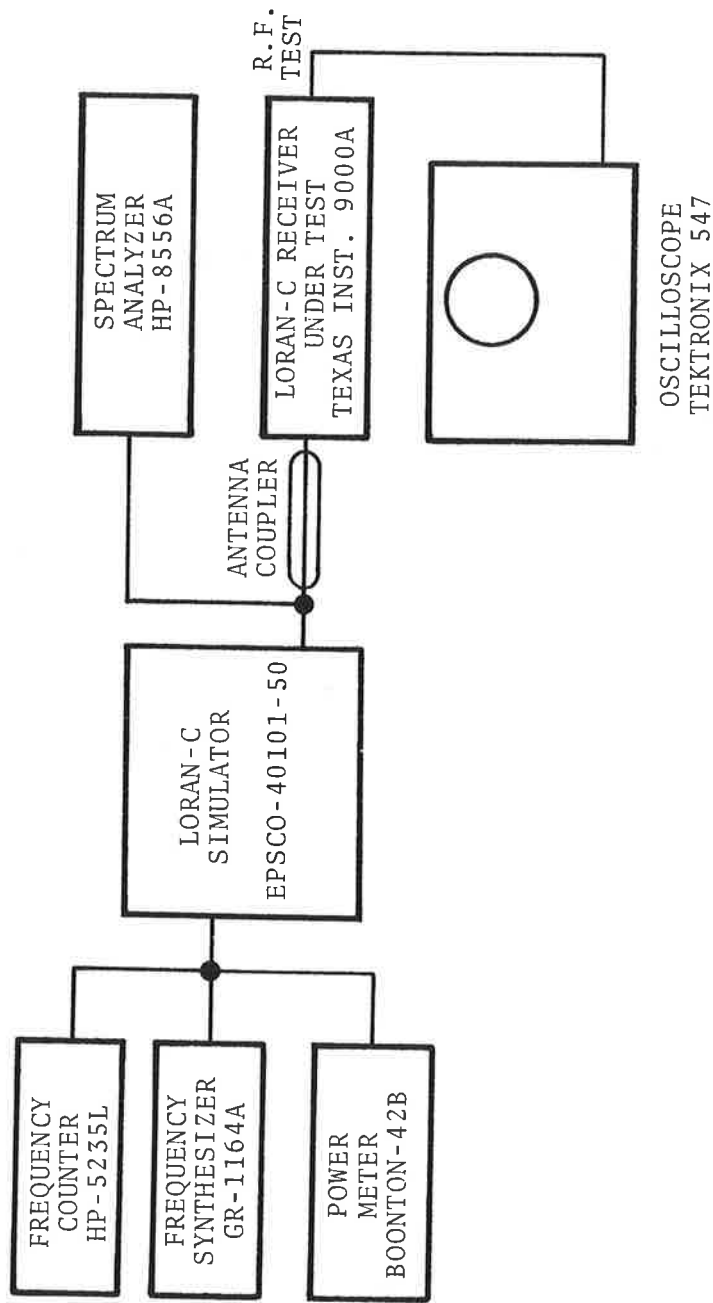 FREQUENCY
COUNTER
HP-5235L
FREQUENCY
SYNTHESIZER
GR-1164A
POWER
METER
BOONTON-42B
LORAN-C
SIMULATOR
EPSCO-40101-50
SPECTRUM
ANALYZER
HP-8556A
ANTENNA
COUPLER
LORAN-C RECEIVER
UNDER TEST
TEXAS INST. 9000A
R.F.
TEST
OSCILLOSCOPE
TEKTRONIX 547